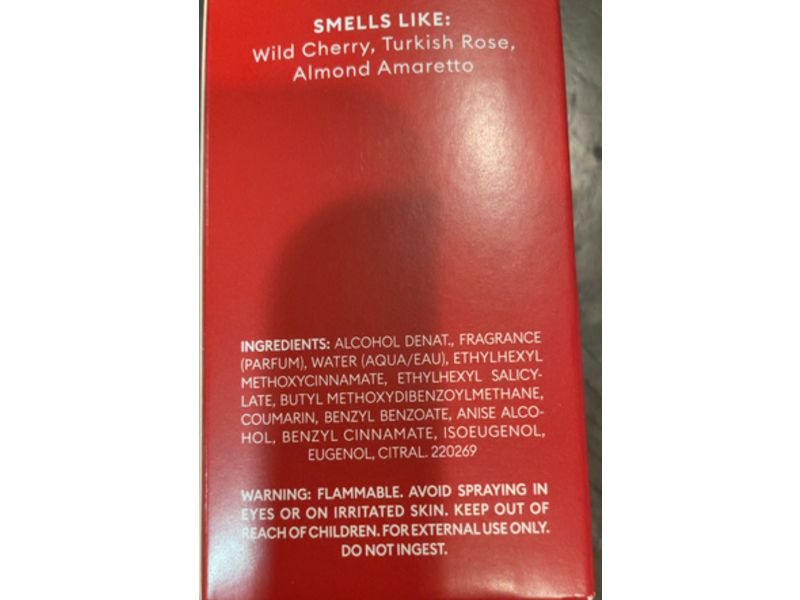 SMELLS LIKE:
Wild Cherry, Turkish Rose,
Almond Amaretto
INGREDIENTS: ALCOHOL DENAT., FRAGRANCE
(PARFUM), WATER (AQUA/EAU), ETHYLHEXYL
METHOXYCINNAMATE, ETHYLHEXYL SALICY-
LATE, BUTYL METHOXYDIBENZOYLMETHANE,
COUMARIN, BENZYL BENZOATE, ANISE ALCO-
HOL, BENZYL CINNAMATE, ISOEUGENOL,
EUGENOL, CITRAL. 220269
WARNING: FLAMMABLE. AVOID SPRAYING IN
EYES OR ON IRRITATED SKIN. KEEP OUT OF
REACH OF CHILDREN. FOR EXTERNAL USE ONLY.
DO NOT INGEST.